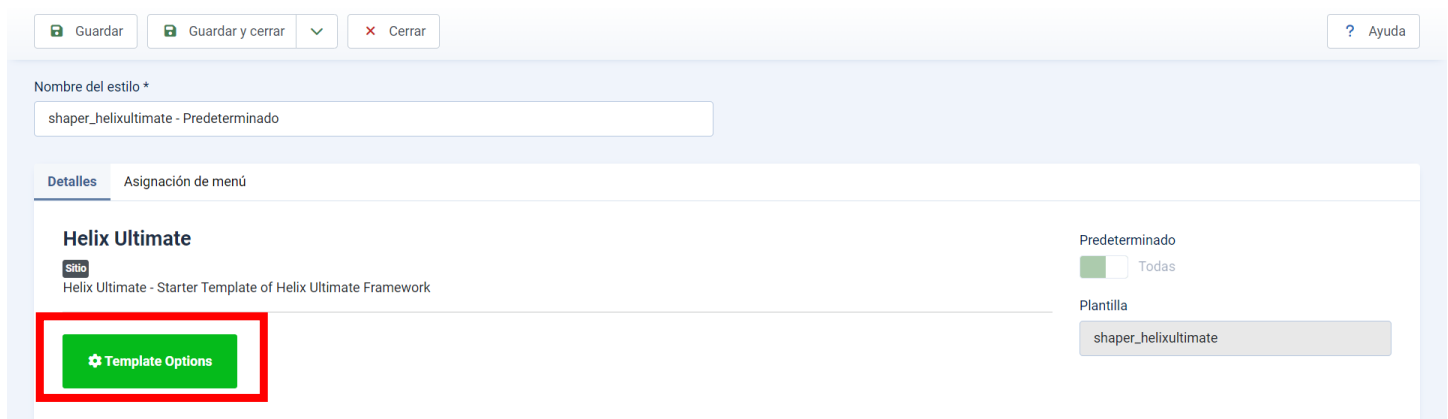 Guardar
Guardar y cerrar
Cerrar
? Ayuda
Nombre del estilo *
shaper_helixultimate - Predeterminado
Detalles
Asignación de menú
Helix Ultimate
Sitio
Helix Ultimate - Starter Template of Helix Ultimate Framework
Template Options
Predeterminado
Todas
Plantilla
shaper_helixultimate